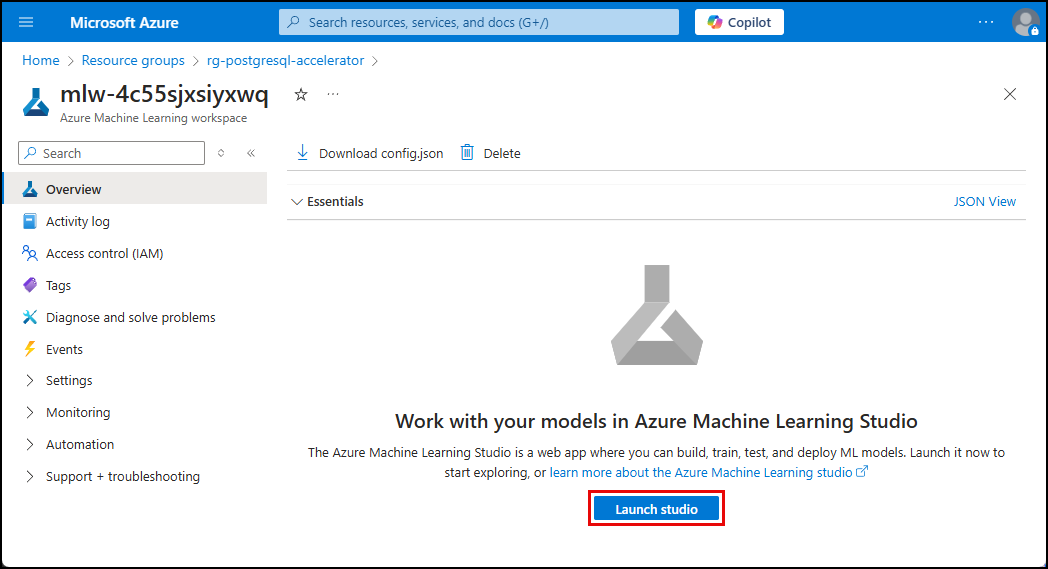 Microsoft Azure
Search resources, services, and docs (G+/)
Copilot
Home > Resource groups > rg-postgresql-accelerator >
mlw-4c55sjxsiyxwq
Azure Machine Learning workspace
Search
Download config.json
Delete
Overview
Essentials
JSON View
Activity log
Access control (IAM)
Tags
Diagnose and solve problems
Events
Settings
Monitoring
Automation
Support + troubleshooting
Work with your models in Azure Machine Learning Studio
The Azure Machine Learning Studio is a web app where you can build, train, test, and deploy ML models. Launch it now to
start exploring, or learn more about the Azure Machine Learning studio
Launch studio